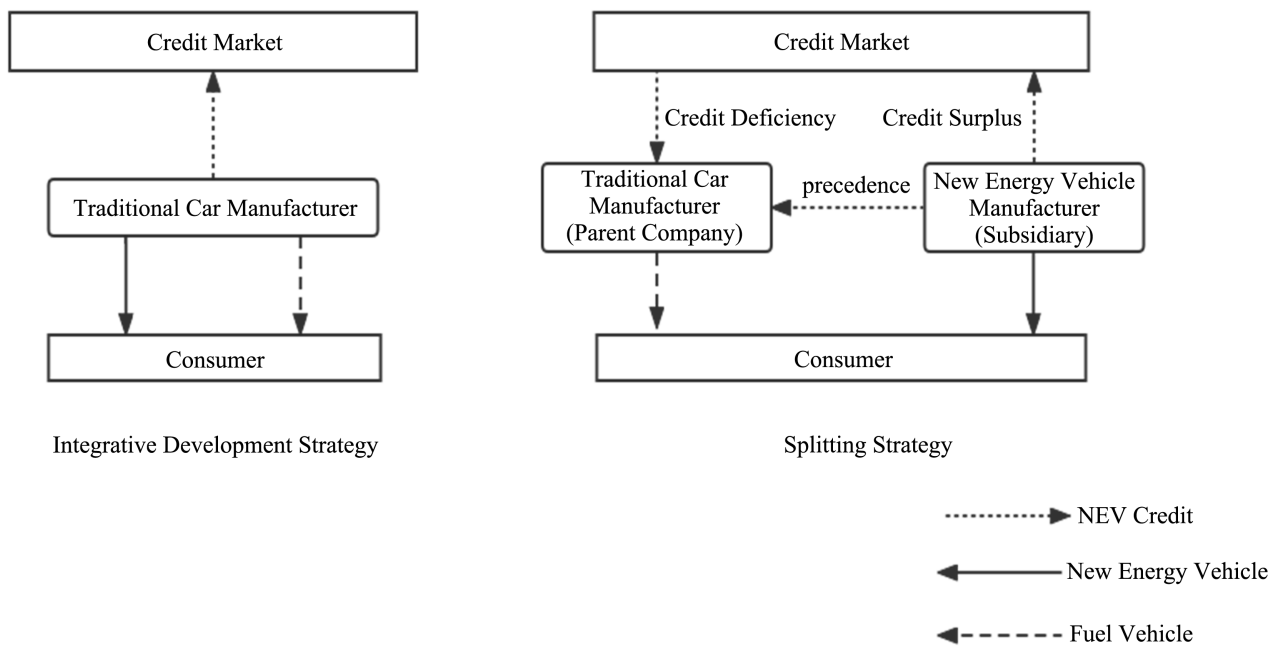 Credit Market
Traditional Car Manufacturer
Consumer
Integrative Development Strategy
Credit Market
Credit Deficiency
Credit Surplus
Traditional Car
Manufacturer
(Parent Company)
precedence
New Energy Vehicle
Manufacturer
(Subsidiary)
Consumer
Splitting Strategy
NEV Credit
New Energy Vehicle
Fuel Vehicle